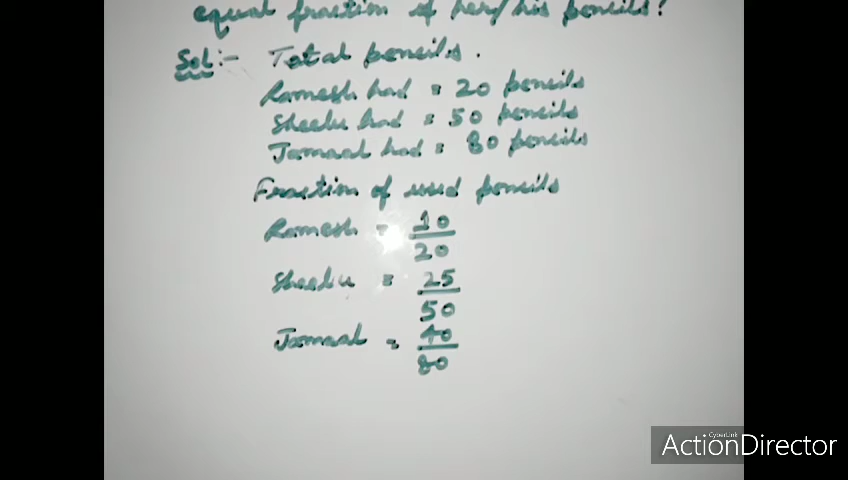 equal fraction of her/his pencils?
Sol:- Total pencils.
Ramesh had = 20 pencils
Sheelu had = 50 pencils
Jamaal had = 80 pencils
Fraction of used pencils
Ramesh = 10/20
Sheelu = 25/50
Jamaal = 40/80
CyberLink
ActionDirector